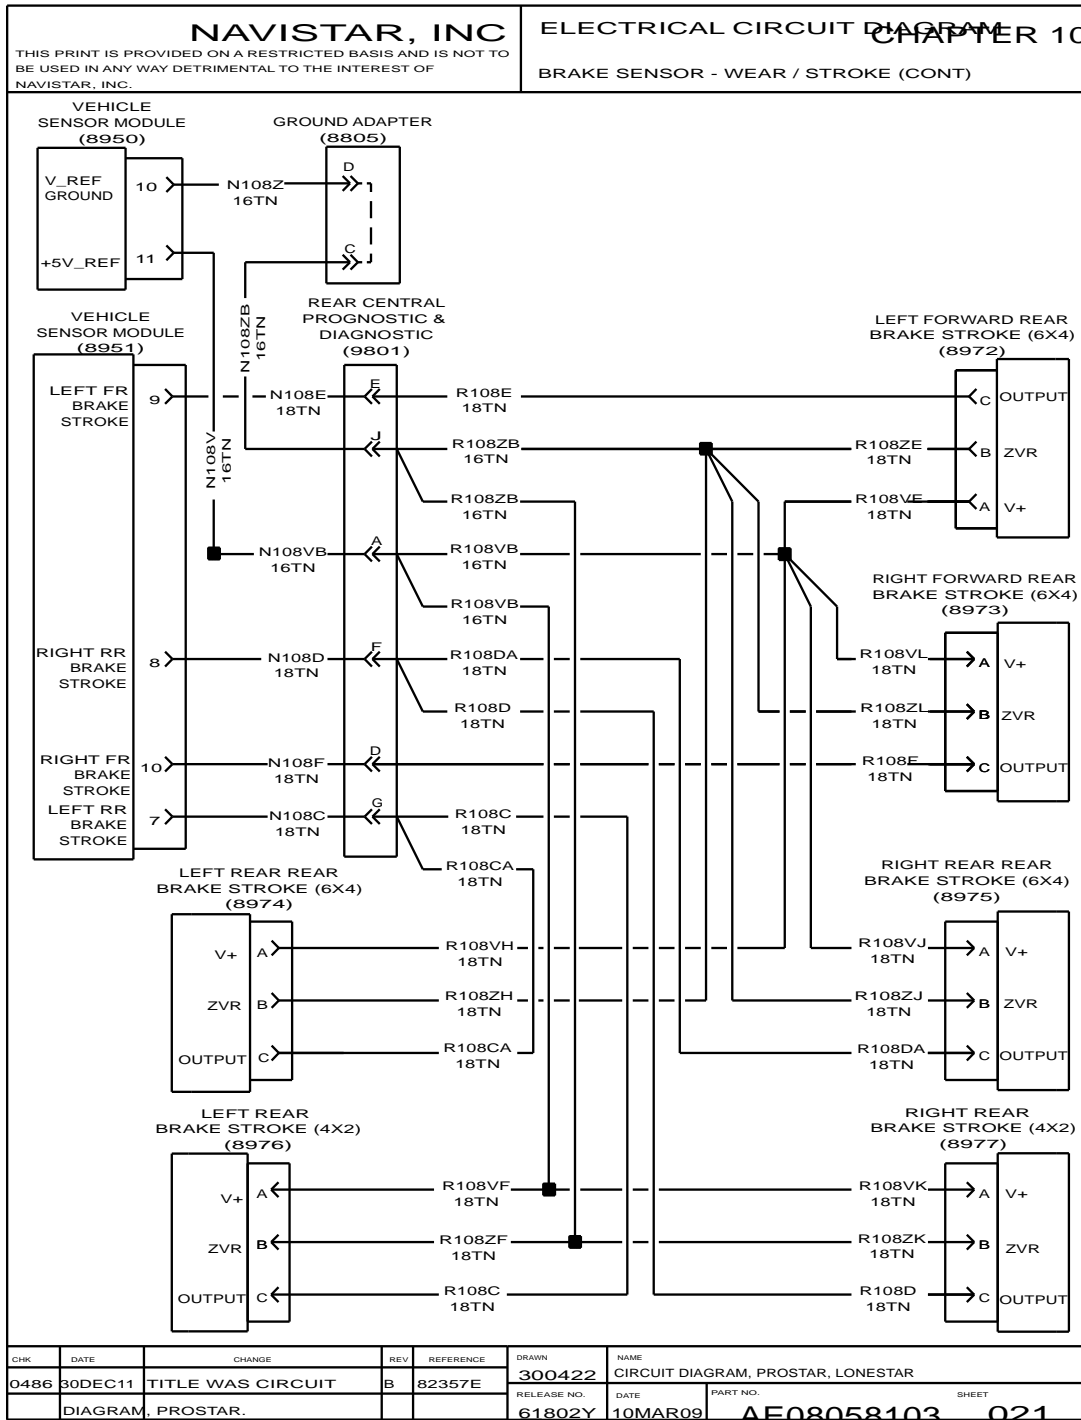 NAVISTAR, INC
THIS PRINT IS PROVIDED ON A RESTRICTED BASIS AND IS NOT TO
BE USED IN ANY WAY DETRIMENTAL TO THE INTEREST OF
NAVISTAR, INC.
ELECTRICAL CIRCUIT DIAGRAM
CHAPTER 10
BRAKE SENSOR - WEAR / STROKE (CONT)
VEHICLE
SENSOR MODULE
(8950)
V_REF
GROUND
10
+5V_REF
11
N108Z
16TN
GROUND ADAPTER
(8805)
D
C
N108ZB
16TN
N108V
16TN
VEHICLE
SENSOR MODULE
(8951)
LEFT FR
BRAKE
STROKE
9
RIGHT RR
BRAKE
STROKE
8
RIGHT FR
BRAKE
STROKE
10
LEFT RR
BRAKE
STROKE
7
N108E
18TN
N108VB
16TN
N108D
18TN
N108F
18TN
N108C
18TN
REAR CENTRAL
PROGNOSTIC &
DIAGNOSTIC
(9801)
E
J
A
F
D
G
R108E
18TN
R108ZB
16TN
R108ZB
16TN
R108VB
16TN
R108VB
16TN
R108DA
18TN
R108D
18TN
R108C
18TN
R108CA
18TN
LEFT FORWARD REAR
BRAKE STROKE (6X4)
(8972)
C OUTPUT
R108ZE
18TN
B ZVR
R108VE
18TN
A V+
RIGHT FORWARD REAR
BRAKE STROKE (6X4)
(8973)
R108VL
18TN
A V+
R108ZL
18TN
B ZVR
R108F
18TN
C OUTPUT
LEFT REAR REAR
BRAKE STROKE (6X4)
(8974)
V+ A
R108VH
18TN
ZVR B
R108ZH
18TN
OUTPUT C
R108CA
18TN
RIGHT REAR REAR
BRAKE STROKE (6X4)
(8975)
R108VJ
18TN
A V+
R108ZJ
18TN
B ZVR
R108DA
18TN
C OUTPUT
LEFT REAR
BRAKE STROKE (4X2)
(8976)
V+ A
R108VF
18TN
ZVR B
R108ZF
18TN
OUTPUT C
R108C
18TN
RIGHT REAR
BRAKE STROKE (4X2)
(8977)
R108VK
18TN
A V+
R108ZK
18TN
B ZVR
R108D
18TN
C OUTPUT
CHK DATE CHANGE REV REFERENCE
0486 30DEC11 TITLE WAS CIRCUIT B 82357E
DIAGRAM, PROSTAR.
DRAWN
300422
NAME
CIRCUIT DIAGRAM, PROSTAR, LONESTAR
RELEASE NO.
61802Y
DATE
10MAR09
PART NO.
AF08058103
SHEET
021